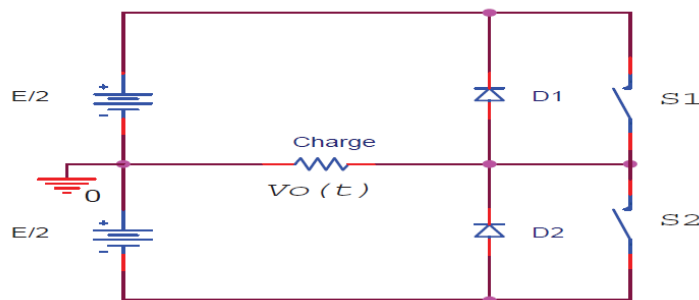 E/2
D1
S1
Charge
0
Vo(t)
E/2
D2
S2